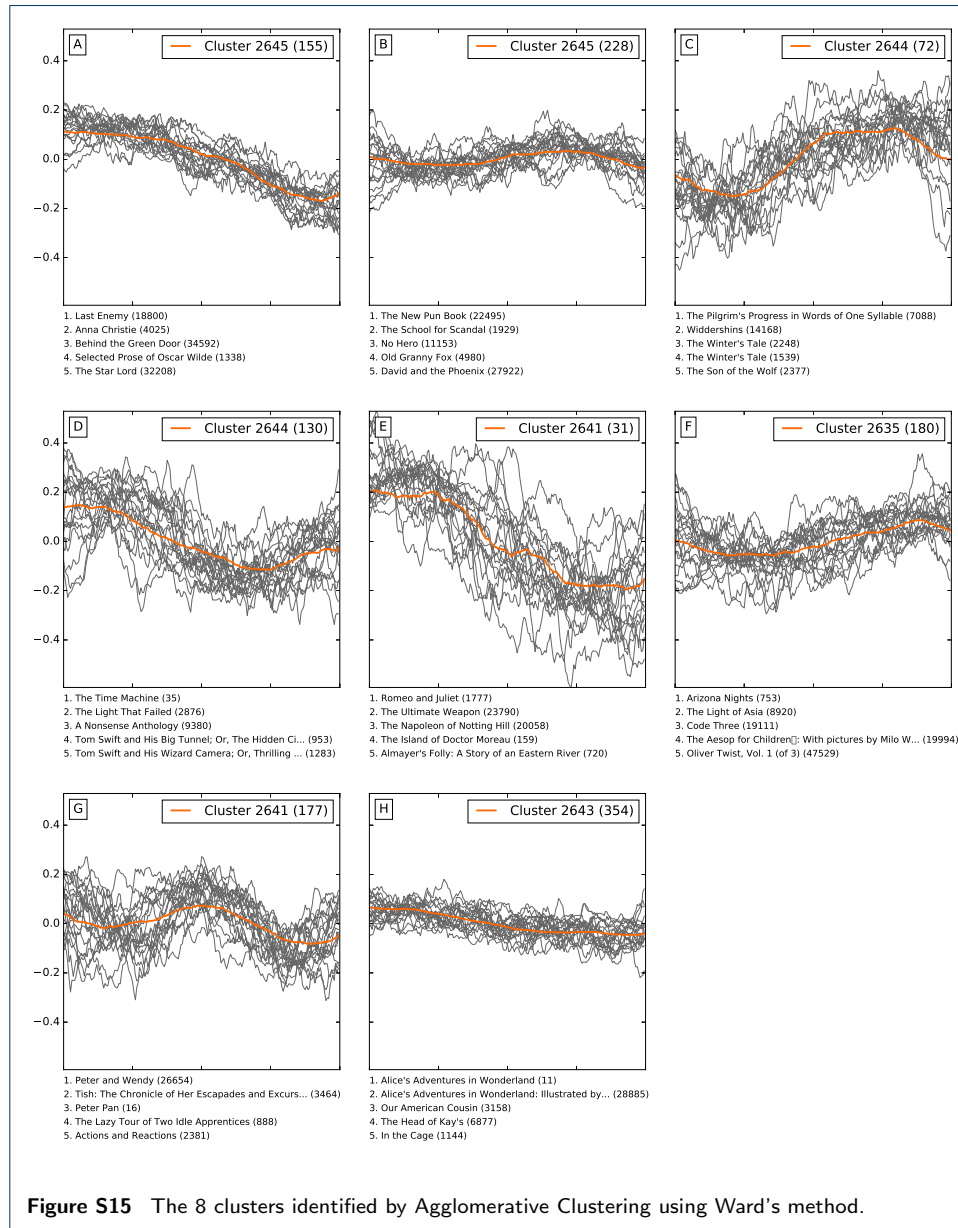 A
Cluster 2645 (155)
B
Cluster 2645 (228)
C
Cluster 2644 (72)
0.4
0.2
0.0
−0.2
−0.4
1. Last Enemy (18800)
2. Anna Christie (4025)
3. Behind the Green Door (34592)
4. Selected Prose of Oscar Wilde (1338)
5. The Star Lord (32208)
1. The New Pun Book (22495)
2. The School for Scandal (1929)
3. No Hero (11153)
4. Old Granny Fox (4980)
5. David and the Phoenix (27922)
1. The Pilgrim's Progress in Words of One Syllable (7088)
2. Widdershins (14168)
3. The Winter's Tale (2248)
4. The Winter's Tale (1539)
5. The Son of the Wolf (2377)
D
Cluster 2644 (130)
E
Cluster 2641 (31)
F
Cluster 2635 (180)
0.4
0.2
0.0
−0.2
−0.4
1. The Time Machine (35)
2. The Light That Failed (2876)
3. A Nonsense Anthology (9380)
4. Tom Swift and His Big Tunnel; Or, The Hidden Ci... (953)
5. Tom Swift and His Wizard Camera; Or, Thrilling ... (1283)
1. Romeo and Juliet (1777)
2. The Ultimate Weapon (23790)
3. The Napoleon of Notting Hill (20058)
4. The Island of Doctor Moreau (159)
5. Almayer's Folly: A Story of an Eastern River (720)
1. Arizona Nights (753)
2. The Light of Asia (8920)
3. Code Three (19111)
4. The Aesop for Children▯: With pictures by Milo W... (19994)
5. Oliver Twist, Vol. 1 (of 3) (47529)
G
Cluster 2641 (177)
H
Cluster 2643 (354)
0.4
0.2
0.0
−0.2
−0.4
1. Peter and Wendy (26654)
2. Tish: The Chronicle of Her Escapades and Excurs... (3464)
3. Peter Pan (16)
4. The Lazy Tour of Two Idle Apprentices (888)
5. Actions and Reactions (2381)
1. Alice's Adventures in Wonderland (11)
2. Alice's Adventures in Wonderland: Illustrated by... (28885)
3. Our American Cousin (3158)
4. The Head of Kay's (6877)
5. In the Cage (1144)
Figure S15 The 8 clusters identified by Agglomerative Clustering using Ward's method.